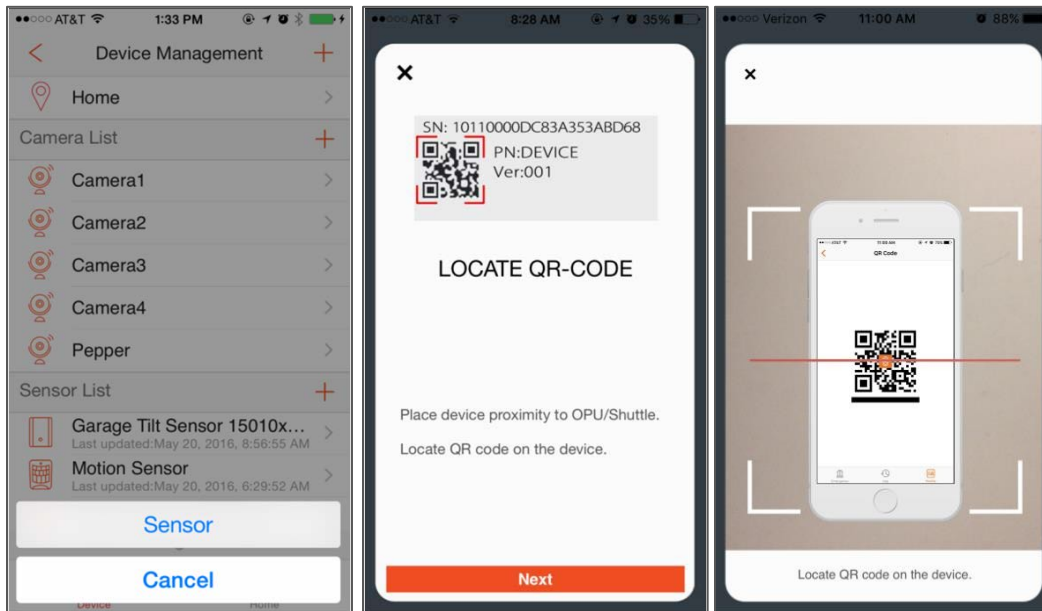 AT&T 1:33 PM
Device Management
Home
Camera List
Camera1
Camera2
Camera3
Camera4
Pepper
Sensor List
Garage Tilt Sensor 15010x...
Last updated:May 20, 2016, 8:56:55 AM
Motion Sensor
Last updated:May 20, 2016, 6:29:52 AM
Sensor
Cancel
Device Home
AT&T 8:28 AM 35%
SN: 10110000DC83A353ABD68
PN:DEVICE
Ver:001
LOCATE QR-CODE
Place device proximity to OPU/Shuttle.
Locate QR code on the device.
Next
Verizon 11:00 AM 88%
QR Code
Locate QR code on the device.